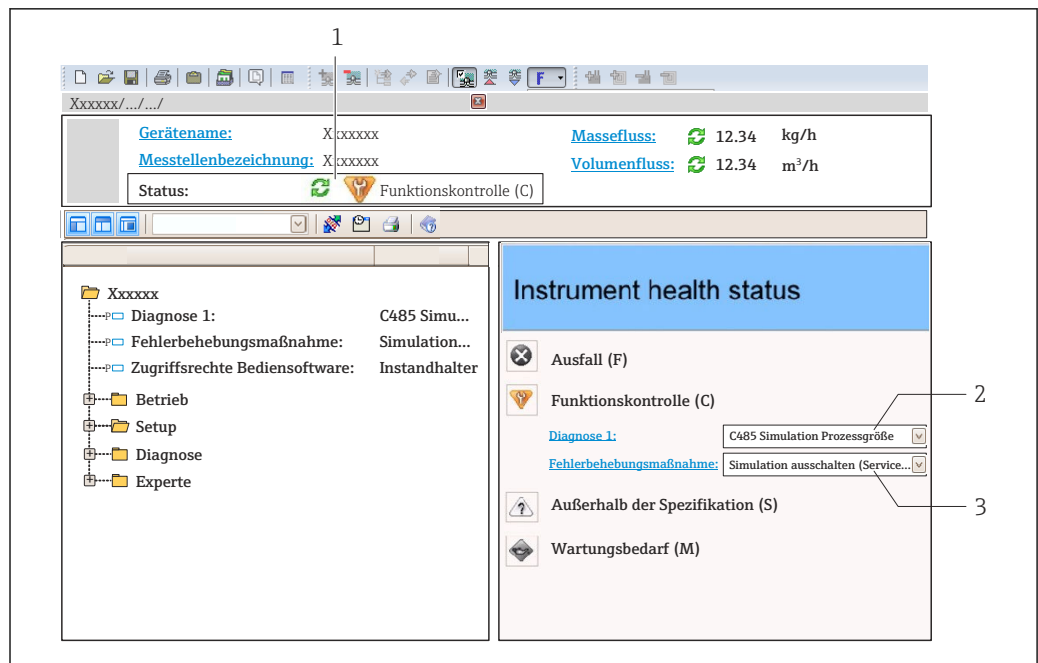 1
F
Xxxxxx/.../.../
Gerätename: Xxxxxxx
Messtellenbezeichnung: Xxxxxxx
Status: Funktionskontrolle (C)
Massefluss: 12.34 kg/h
Volumenfluss: 12.34 m³/h
Xxxxxx
P Diagnose 1: C485 Simu...
P Fehlerbehebungsmaßnahme: Simulation...
P Zugriffsrechte Bediensoftware: Instandhalter
Betrieb
Setup
Diagnose
Experte
Instrument health status
Ausfall (F)
Funktionskontrolle (C)
Diagnose 1: C485 Simulation Prozessgröße
2
Fehlerbehebungsmaßnahme: Simulation ausschalten (Service...
3
Außerhalb der Spezifikation (S)
Wartungsbedarf (M)